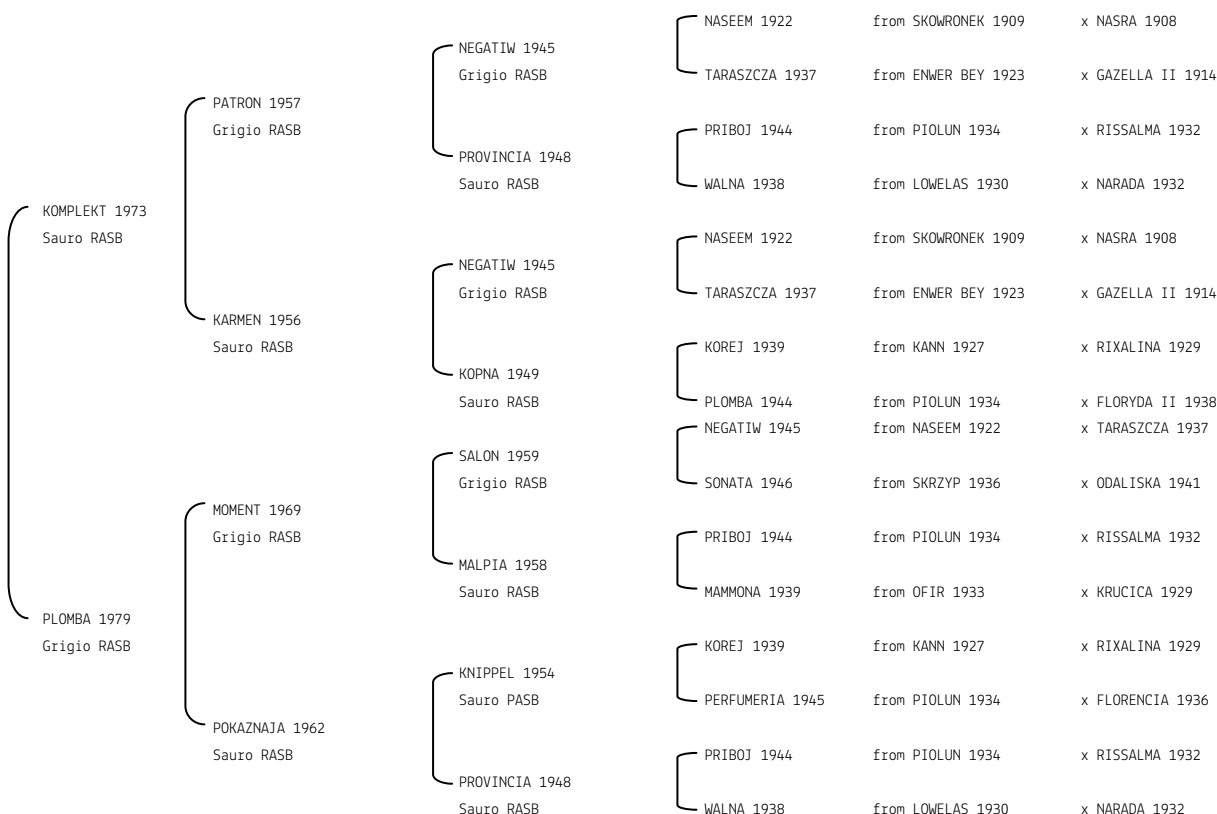 NASEEM 1922 from SKOWRONEK 1909 x NASRA 1908
NEGATIW 1945
Grigio RASB TARASZCZA 1937 from ENWER BEY 1923 x GAZELLA II 1914
PATRON 1957
Grigio RASB PRIBOJ 1944 from PIOLUN 1934 x RISSALMA 1932
PROVINCIA 1948
Sauro RASB WALNA 1938 from LOWELAS 1930 x NARADA 1932
KOMPLEKT 1973
Sauro RASB NASEEM 1922 from SKOWRONEK 1909 x NASRA 1908
NEGATIW 1945
Grigio RASB TARASZCZA 1937 from ENWER BEY 1923 x GAZELLA II 1914
KARMEN 1956
Sauro RASB KOREJ 1939 from KANN 1927 x RIXALINA 1929
KOPNA 1949
Sauro RASB PLOMBA 1944 from PIOLUN 1934 x FLORYDA II 1938
NEGATIW 1945 from NASEEM 1922 x TARASZCZA 1937
SALON 1959
Grigio RASB SONATA 1946 from SKRZYP 1936 x ODALISKA 1941
MOMENT 1969
Grigio RASB PRIBOJ 1944 from PIOLUN 1934 x RISSALMA 1932
MALPIA 1958
Sauro RASB MAMMONA 1939 from OFIR 1933 x KRUCICA 1929
PLOMBA 1979
Grigio RASB KOREJ 1939 from KANN 1927 x RIXALINA 1929
KNIPPEL 1954
Sauro PASB PERFUMERIA 1945 from PIOLUN 1934 x FLORENCIA 1936
POKAZNAJA 1962
Sauro RASB PRIBOJ 1944 from PIOLUN 1934 x RISSALMA 1932
PROVINCIA 1948
Sauro RASB WALNA 1938 from LOWELAS 1930 x NARADA 1932